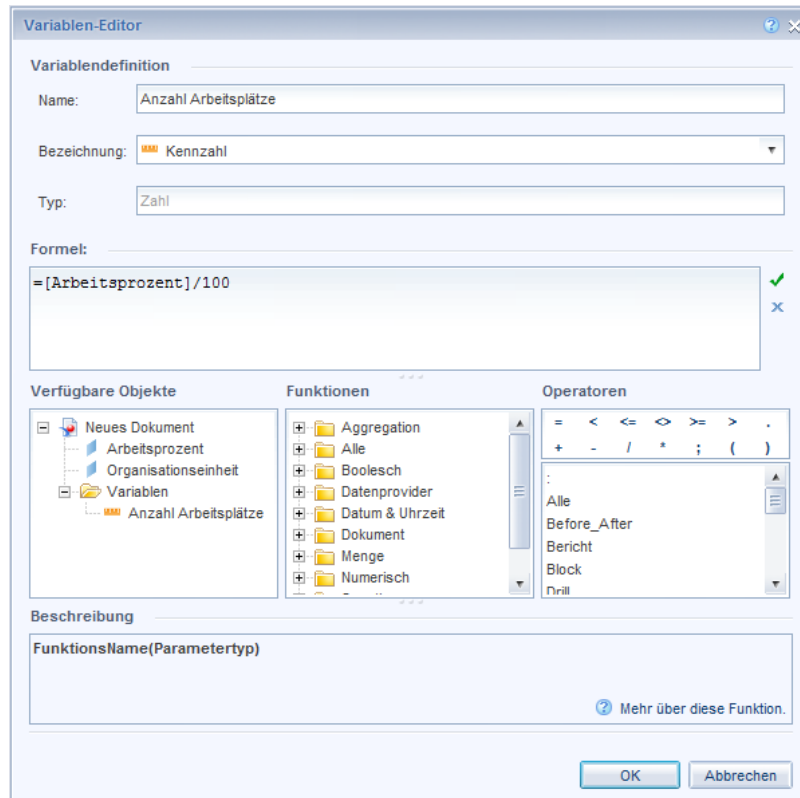 Variablen-Editor
Variablendefinition
Name: Anzahl Arbeitsplätze
Bezeichnung: Kennzahl
Typ: Zahl
Formel:
=[Arbeitsprozent]/100
Verfügbare Objekte
Neues Dokument
Arbeitsprozent
Organisationseinheit
Variablen
Anzahl Arbeitsplätze
Funktionen
Aggregation
Alle
Boolesch
Datenprovider
Datum & Uhrzeit
Dokument
Menge
Numerisch
Operatoren
= < <= <> >= > .
+ - / * ; ( )
:
Alle
Before_After
Bericht
Block
Drill
Beschreibung
FunktionsName(Parametertyp)
Mehr über diese Funktion.
OK Abbrechen